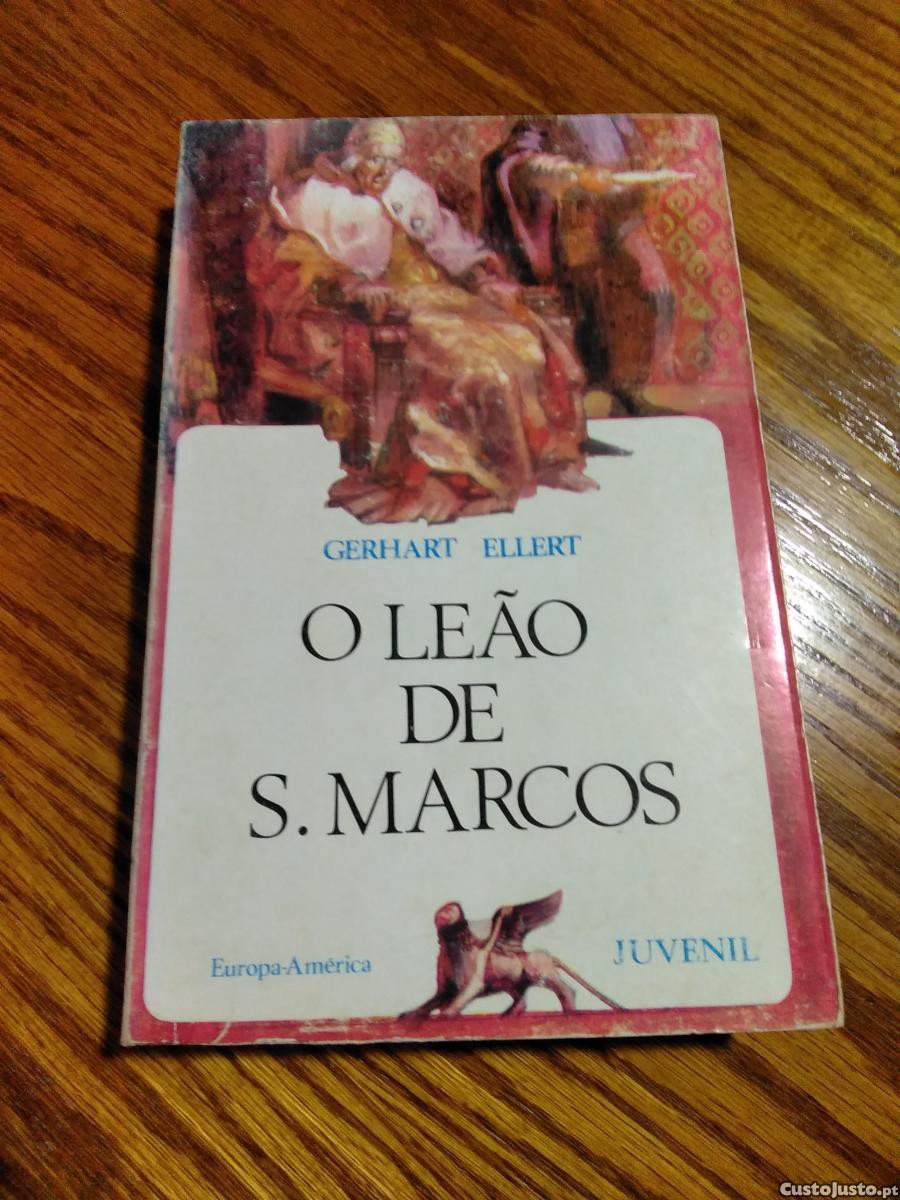 GERHART ELLERT
O LEÃO
DE
S. MARCOS
Europa-América
JUVENIL
CustoJusto.pt